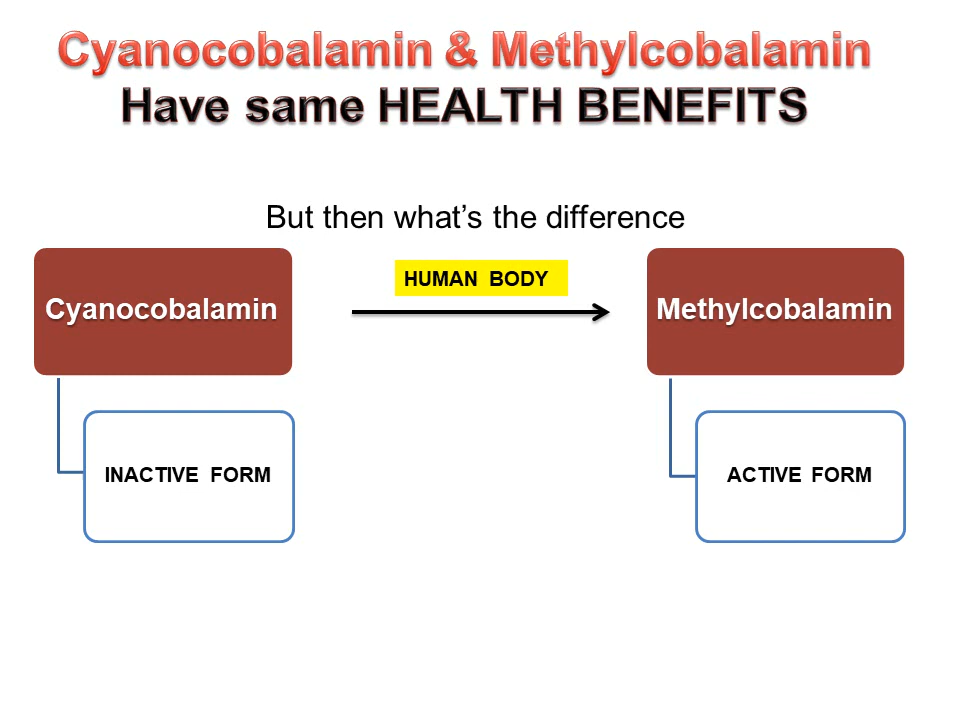 Cyanocobalamin & Methylcobalamin
Have same HEALTH BENEFITS
But then what’s the difference
HUMAN BODY
Cyanocobalamin
Methylcobalamin
INACTIVE FORM
ACTIVE FORM